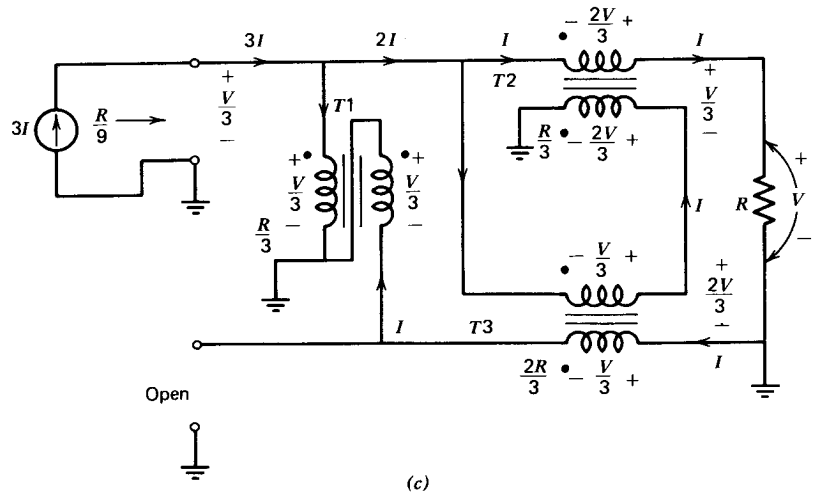 3I
2I
I
− 2V/3 +
I
T2
+
V/3
−
3I
R/9
T1
+
V/3
−
R/3
− 2V/3 +
+
V/3
−
+
V/3
−
R/3
I
R
+
V
−
− V/3 +
+
2V/3
−
I
T3
2R/3
− V/3 +
I
Open
(c)